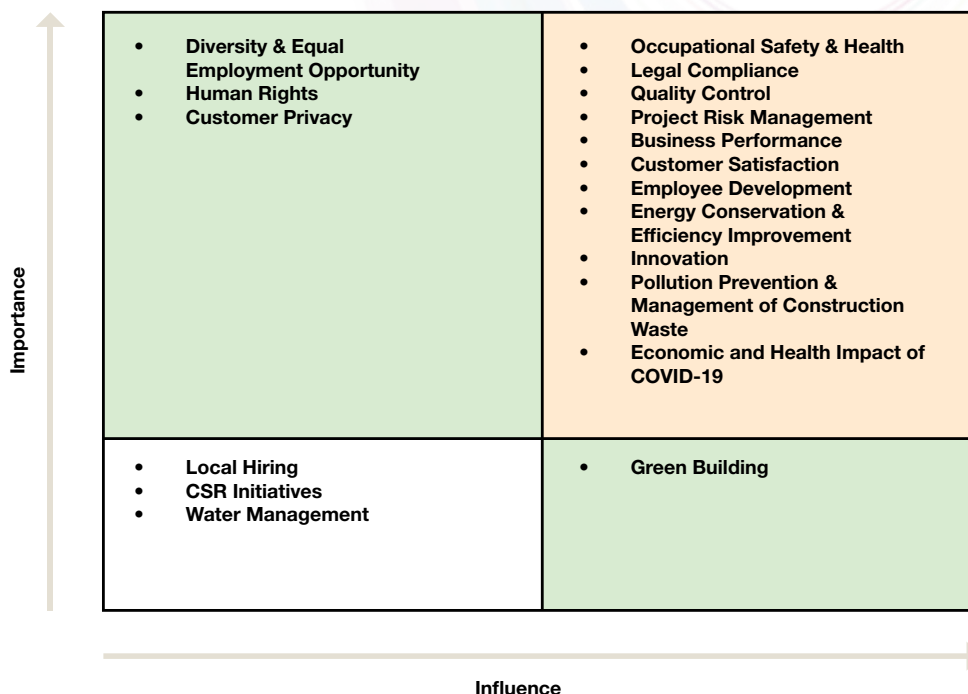 • Diversity & Equal
Employment Opportunity
• Human Rights
• Customer Privacy
• Occupational Safety & Health
• Legal Compliance
• Quality Control
• Project Risk Management
• Business Performance
• Customer Satisfaction
• Employee Development
• Energy Conservation &
Efficiency Improvement
• Innovation
• Pollution Prevention &
Management of Construction
Waste
• Economic and Health Impact of
COVID-19
Importance
• Local Hiring
• CSR Initiatives
• Water Management
• Green Building
Influence